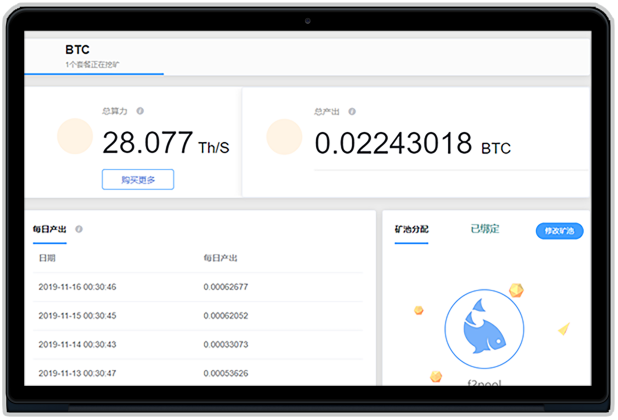 BTC
1个套餐正在挖矿
总算力
28.077 Th/S
购买更多
总产出
0.02243018 BTC
每日产出
日期 每日产出
2019-11-16 00:30:46 0.00062677
2019-11-15 00:30:45 0.00062052
2019-11-14 00:30:43 0.00033073
2019-11-13 00:30:47 0.00053626
矿池分配 已绑定 修改矿池
f2pool